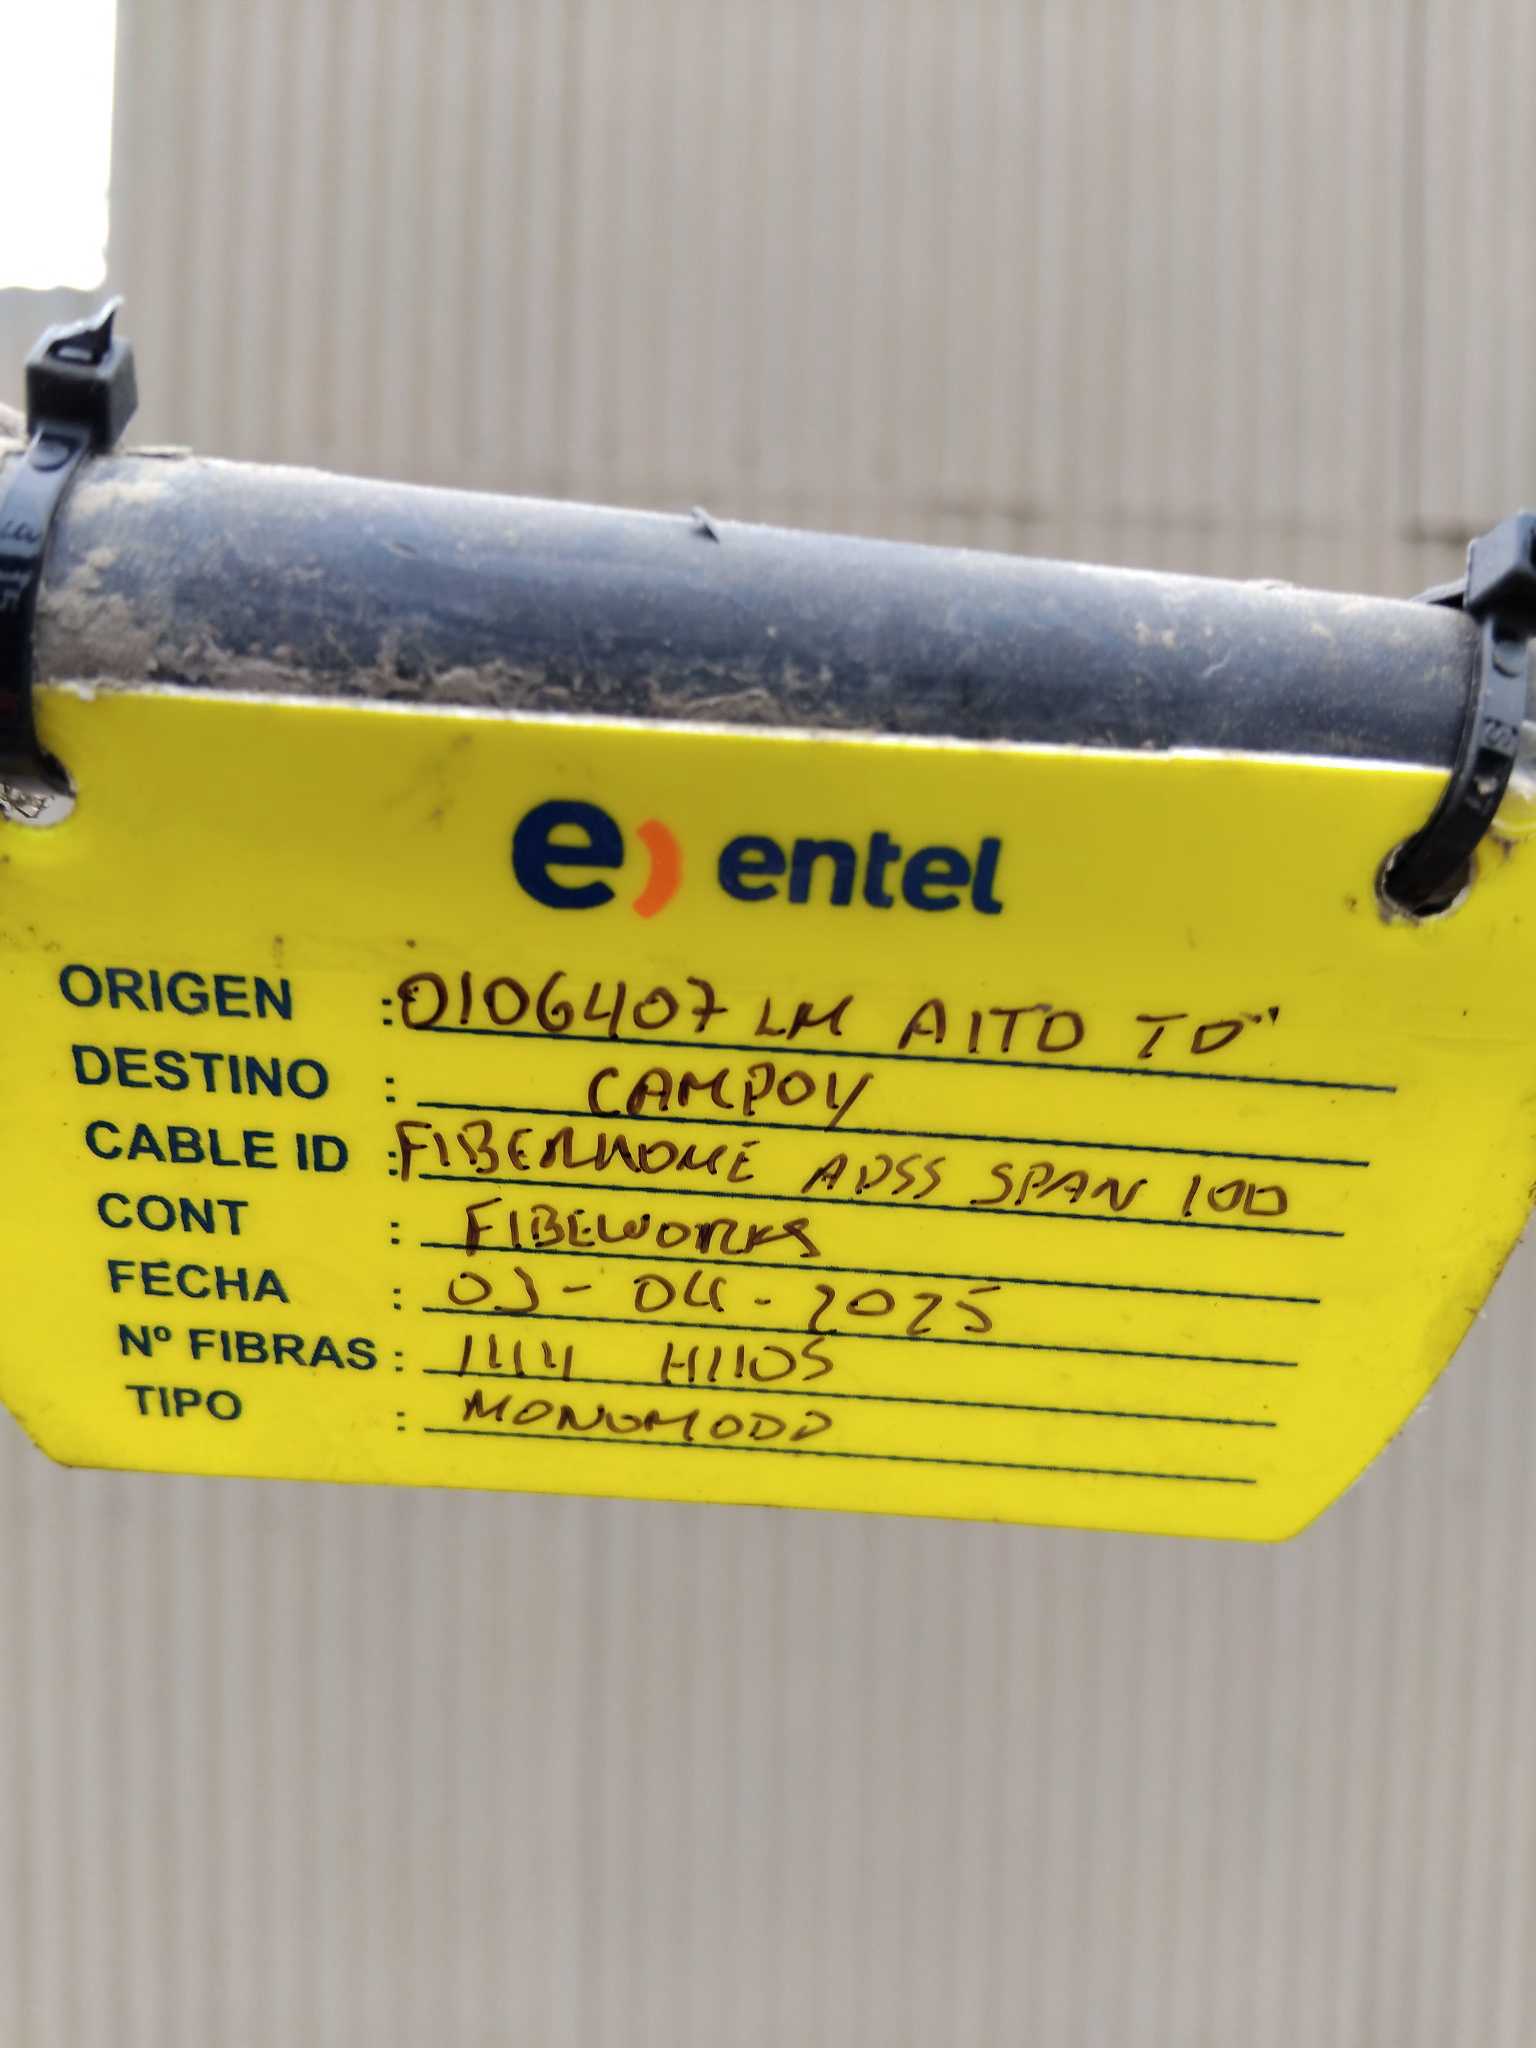 e) entel
ORIGEN : 0106407 LM AITO TO"
DESTINO : CAMPOY
CABLE ID : FIBERHOME ADSS SPAN 100
CONT : FIBEWORKS
FECHA : 03-04-2025
Nº FIBRAS : 144 HILOS
TIPO : MONOMODO